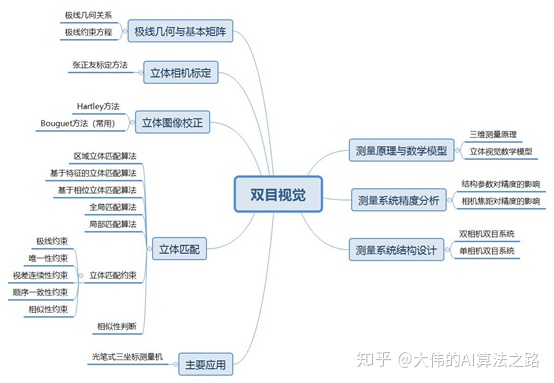 双目视觉
极线几何与基本矩阵
极线几何关系
极线约束方程
立体相机标定
张正友标定方法
立体图像校正
Hartley方法
Bouguet方法（常用）
立体匹配
区域立体匹配算法
基于特征的立体匹配算法
基于相位立体匹配算法
全局匹配算法
局部匹配算法
立体匹配约束
极线约束
唯一性约束
视差连续性约束
顺序一致性约束
相似性约束
相似性判断
主要应用
光笔式三坐标测量机
测量原理与数学模型
三维测量原理
立体视觉数学模型
测量系统精度分析
结构参数对精度的影响
相机焦距对精度的影响
测量系统结构设计
双相机双目系统
单相机双目系统
知乎 @大伟的AI算法之路